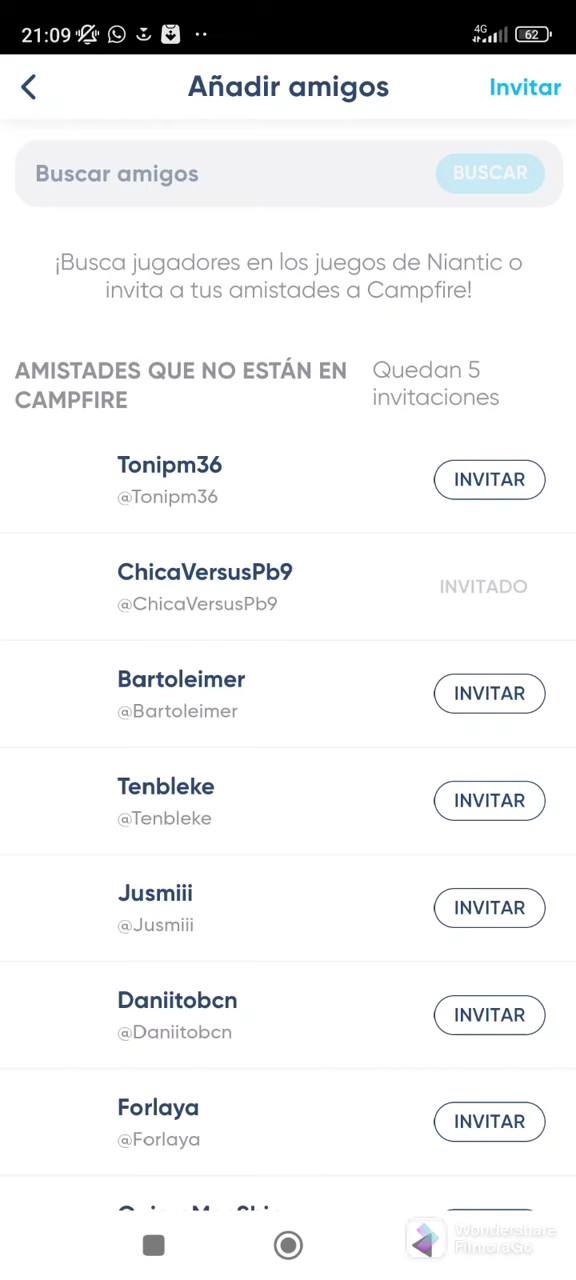 21:09
4G
62
Añadir amigos
Invitar
Buscar amigos
BUSCAR
¡Busca jugadores en los juegos de Niantic o
invita a tus amistades a Campfire!
AMISTADES QUE NO ESTÁN EN
CAMPFIRE
Quedan 5
invitaciones
Tonipm36
@Tonipm36
INVITAR
ChicaVersusPb9
@ChicaVersusPb9
INVITADO
Bartoleimer
@Bartoleimer
INVITAR
Tenbleke
@Tenbleke
INVITAR
Jusmiii
@Jusmiii
INVITAR
Daniitobcn
@Daniitobcn
INVITAR
Forlaya
@Forlaya
INVITAR
Wondershare
FilmoraGo